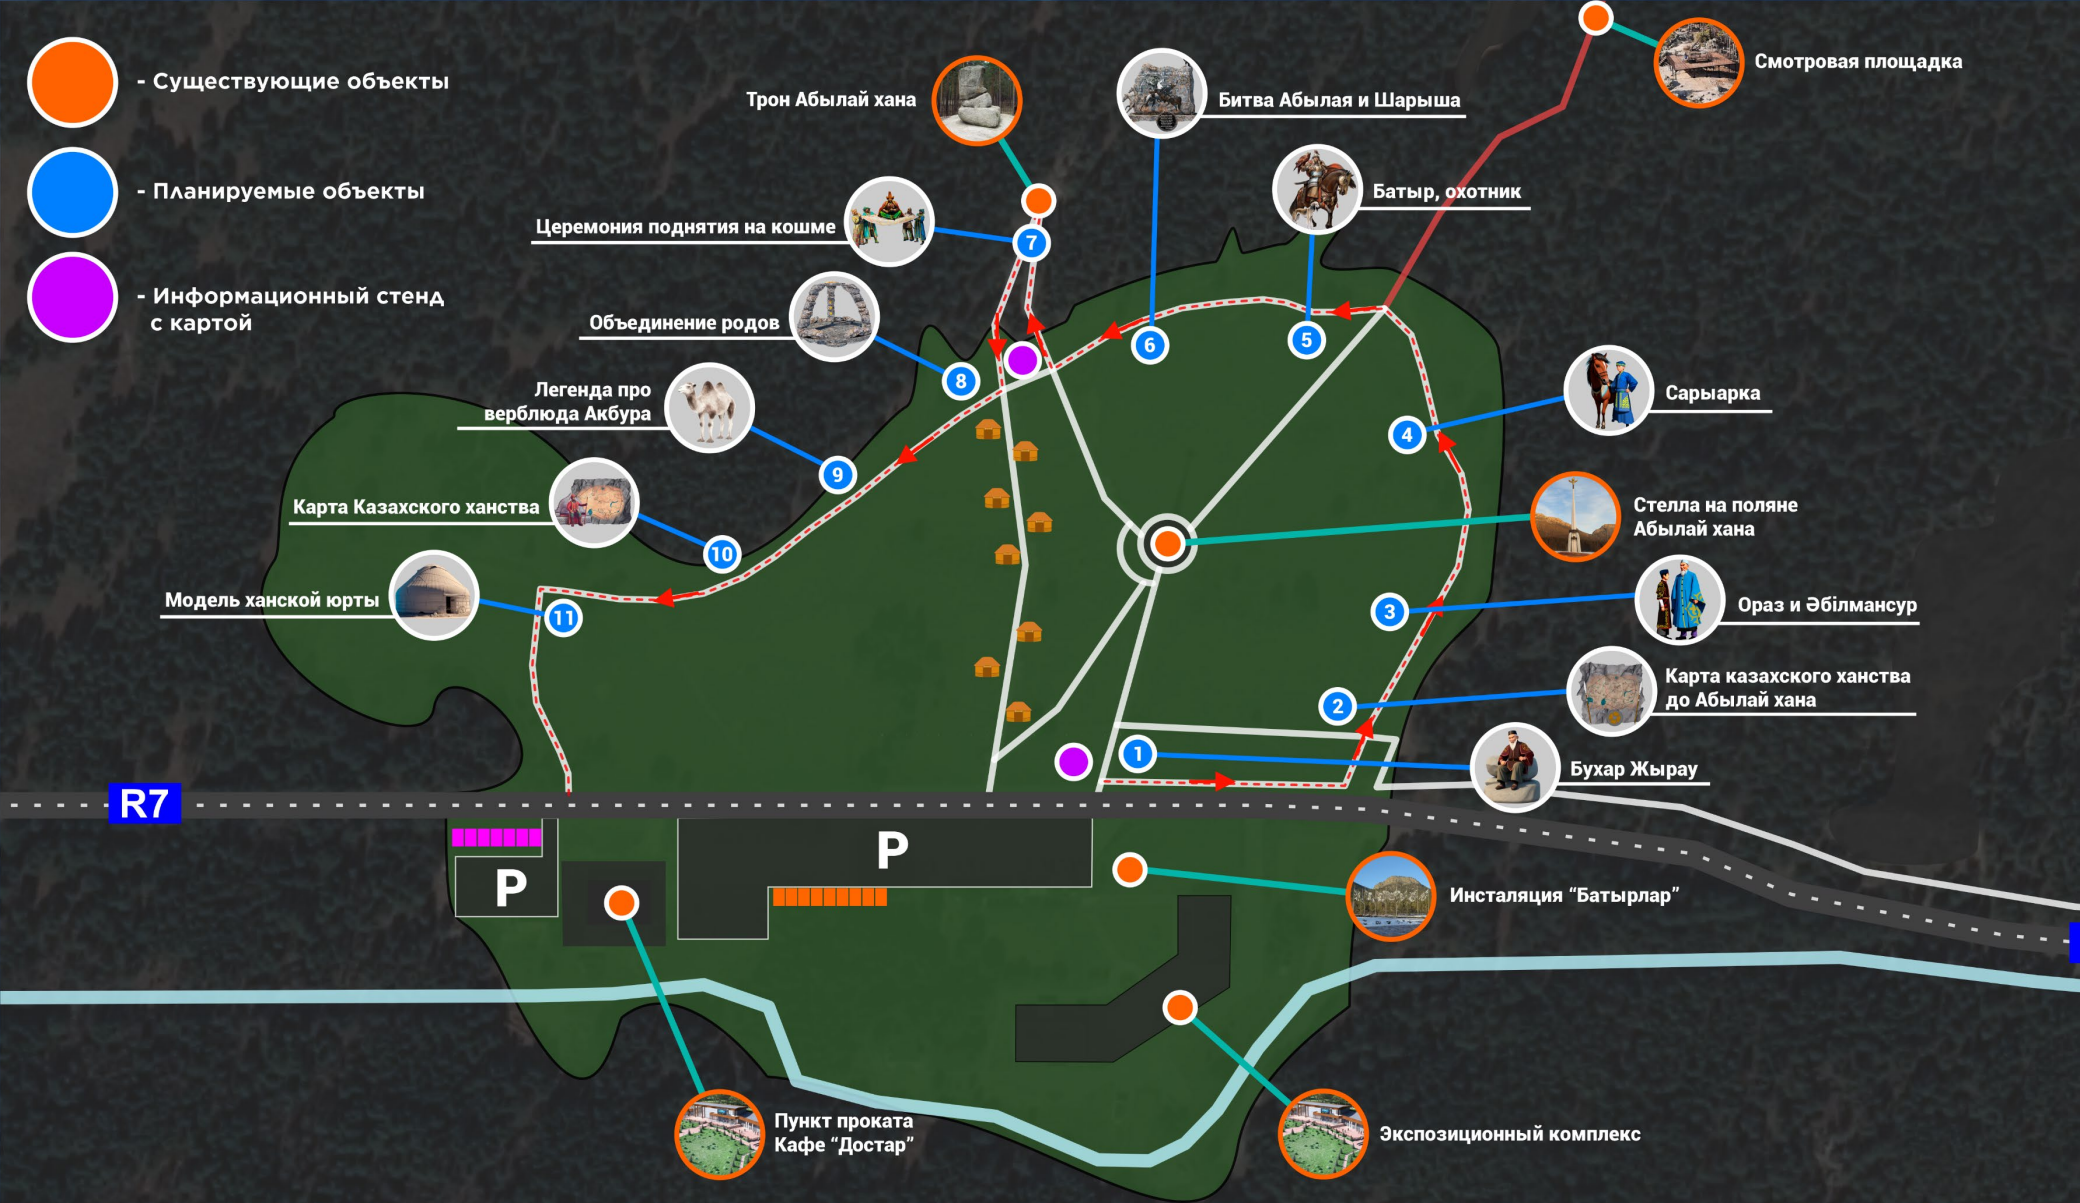 - Существующие объекты
- Планируемые объекты
- Информационный стенд
с картой
Смотровая площадка
Трон Абылай хана
Битва Абылая и Шарыша
Батыр, охотник
Церемония поднятия на кошме
7
Объединение родов
6
5
8
Легенда про
верблюда Акбура
Сарыарка
4
9
Карта Казахского ханства
Стелла на поляне
Абылай хана
10
Модель ханской юрты
11
3
Ораз и Әбілмансур
Карта казахского ханства
до Абылай хана
2
1
Бухар Жырау
R7
P
P
Инсталяция “Батырлар”
Пункт проката
Кафе “Достар”
Экспозиционный комплекс